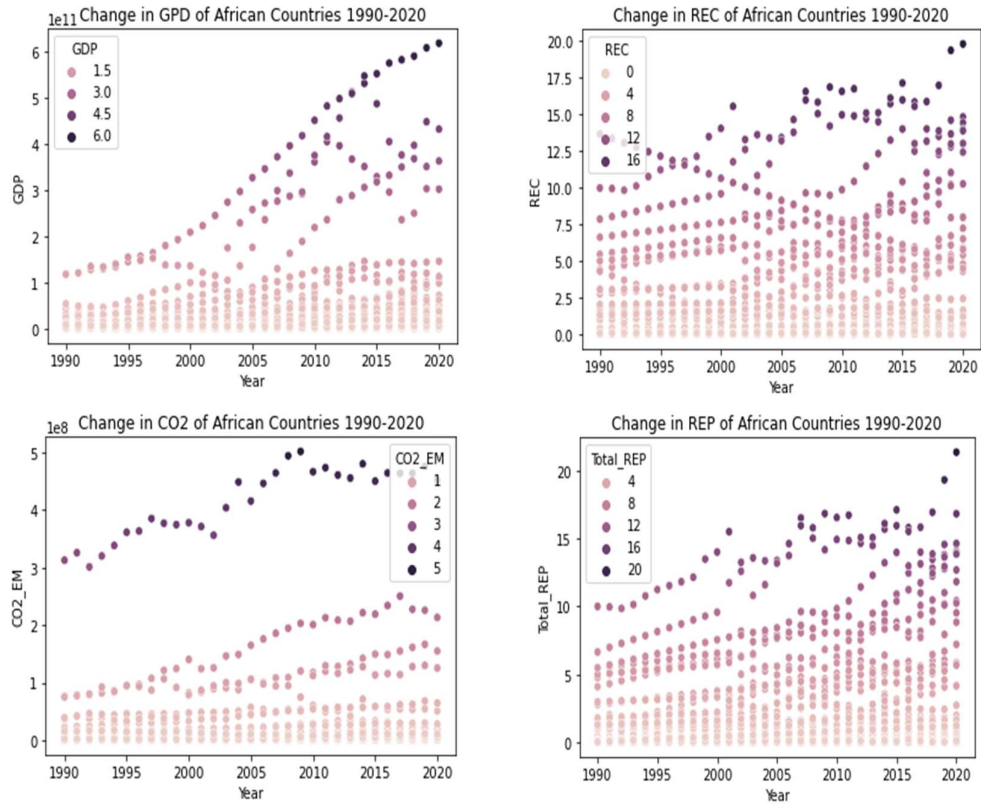 Change in GPD of African Countries 1990-2020
1e11
GDP
1.5
3.0
4.5
6.0
6
5
4
3
2
1
0
GDP
1990 1995 2000 2005 2010 2015 2020
Year
Change in REC of African Countries 1990-2020
REC
0
4
8
12
16
20.0
17.5
15.0
12.5
10.0
7.5
5.0
2.5
0.0
REC
1990 1995 2000 2005 2010 2015 2020
Year
Change in CO2 of African Countries 1990-2020
1e8
CO2_EM
1
2
3
4
5
5
4
3
2
1
0
CO2_EM
1990 1995 2000 2005 2010 2015 2020
Year
Change in REP of African Countries 1990-2020
Total_REP
4
8
12
16
20
20
15
10
5
0
Total_REP
1990 1995 2000 2005 2010 2015 2020
Year